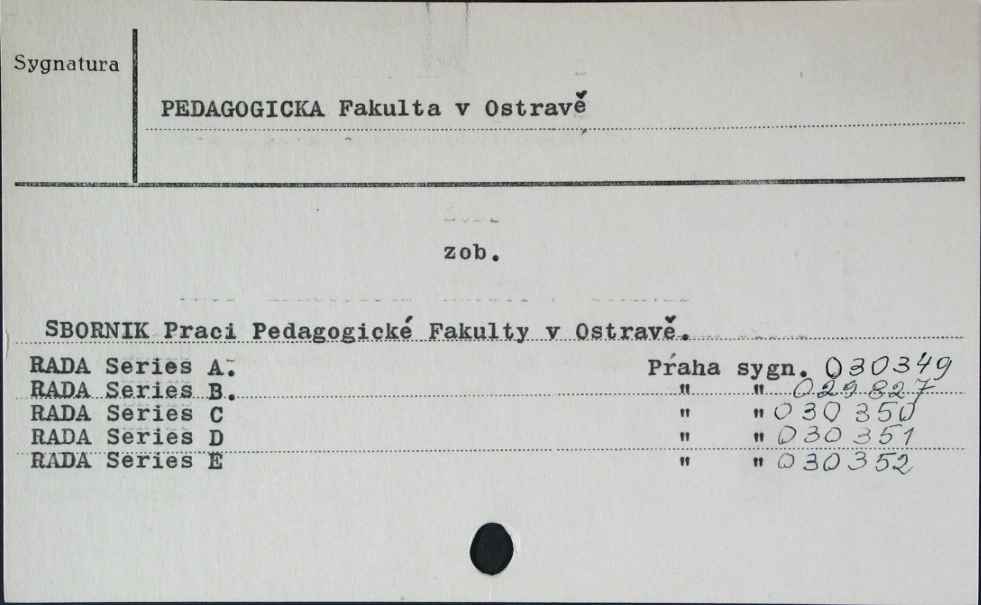 Sygnatura
PEDAGOGICKA Fakulta v Ostravě
zob.
SBORNIK Praci Pedagogické Fakulty v Ostravě.
RADA Series A. Praha sygn. 030349
RADA Series B. " " 029827
RADA Series C " " 030350
RADA Series D " " 030351
RADA Series E " " 030352